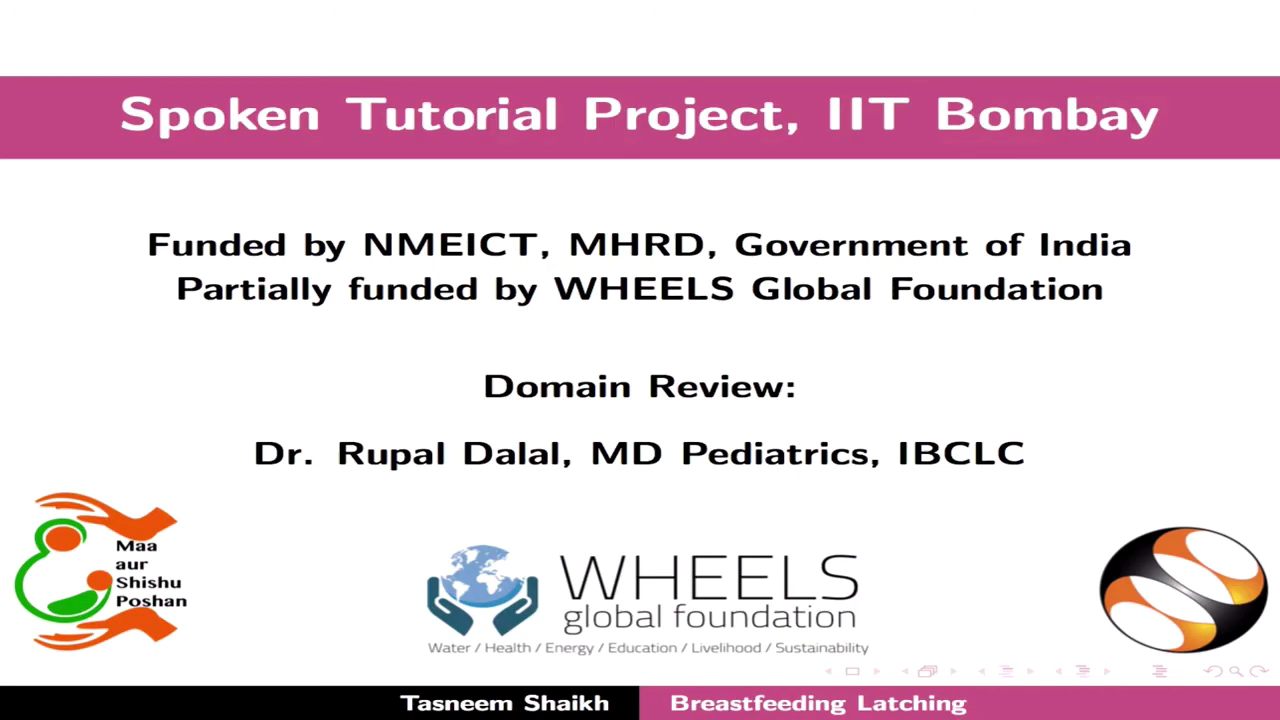 Spoken Tutorial Project, IIT Bombay
Funded by NMEICT, MHRD, Government of India
Partially funded by WHEELS Global Foundation
Domain Review:
Dr. Rupal Dalal, MD Pediatrics, IBCLC
Maa
aur
Shishu
Poshan
WHEELS
global foundation
Water / Health / Energy / Education / Livelihood / Sustainability
Tasneem Shaikh
Breastfeeding Latching